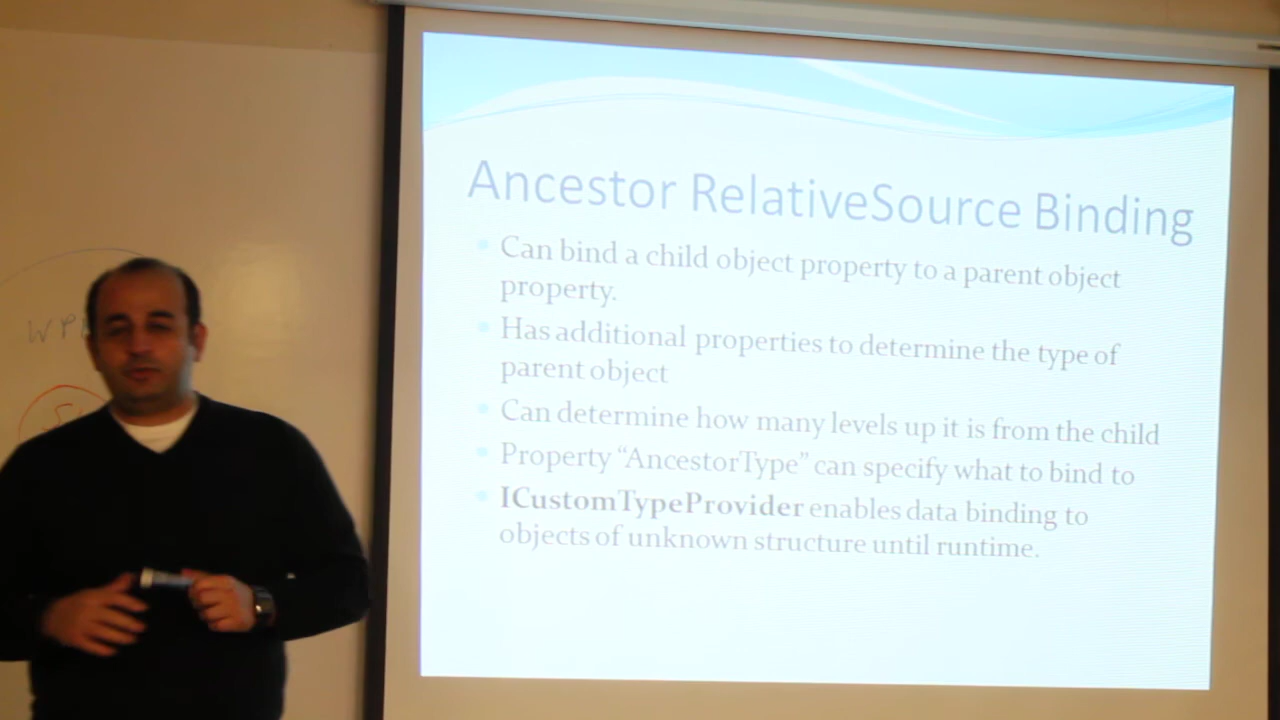 Ancestor RelativeSource Binding
Can bind a child object property to a parent object
property.
Has additional properties to determine the type of
parent object
Can determine how many levels up it is from the child
Property “AncestorType” can specify what to bind to
ICustomTypeProvider enables data binding to
objects of unknown structure until runtime.